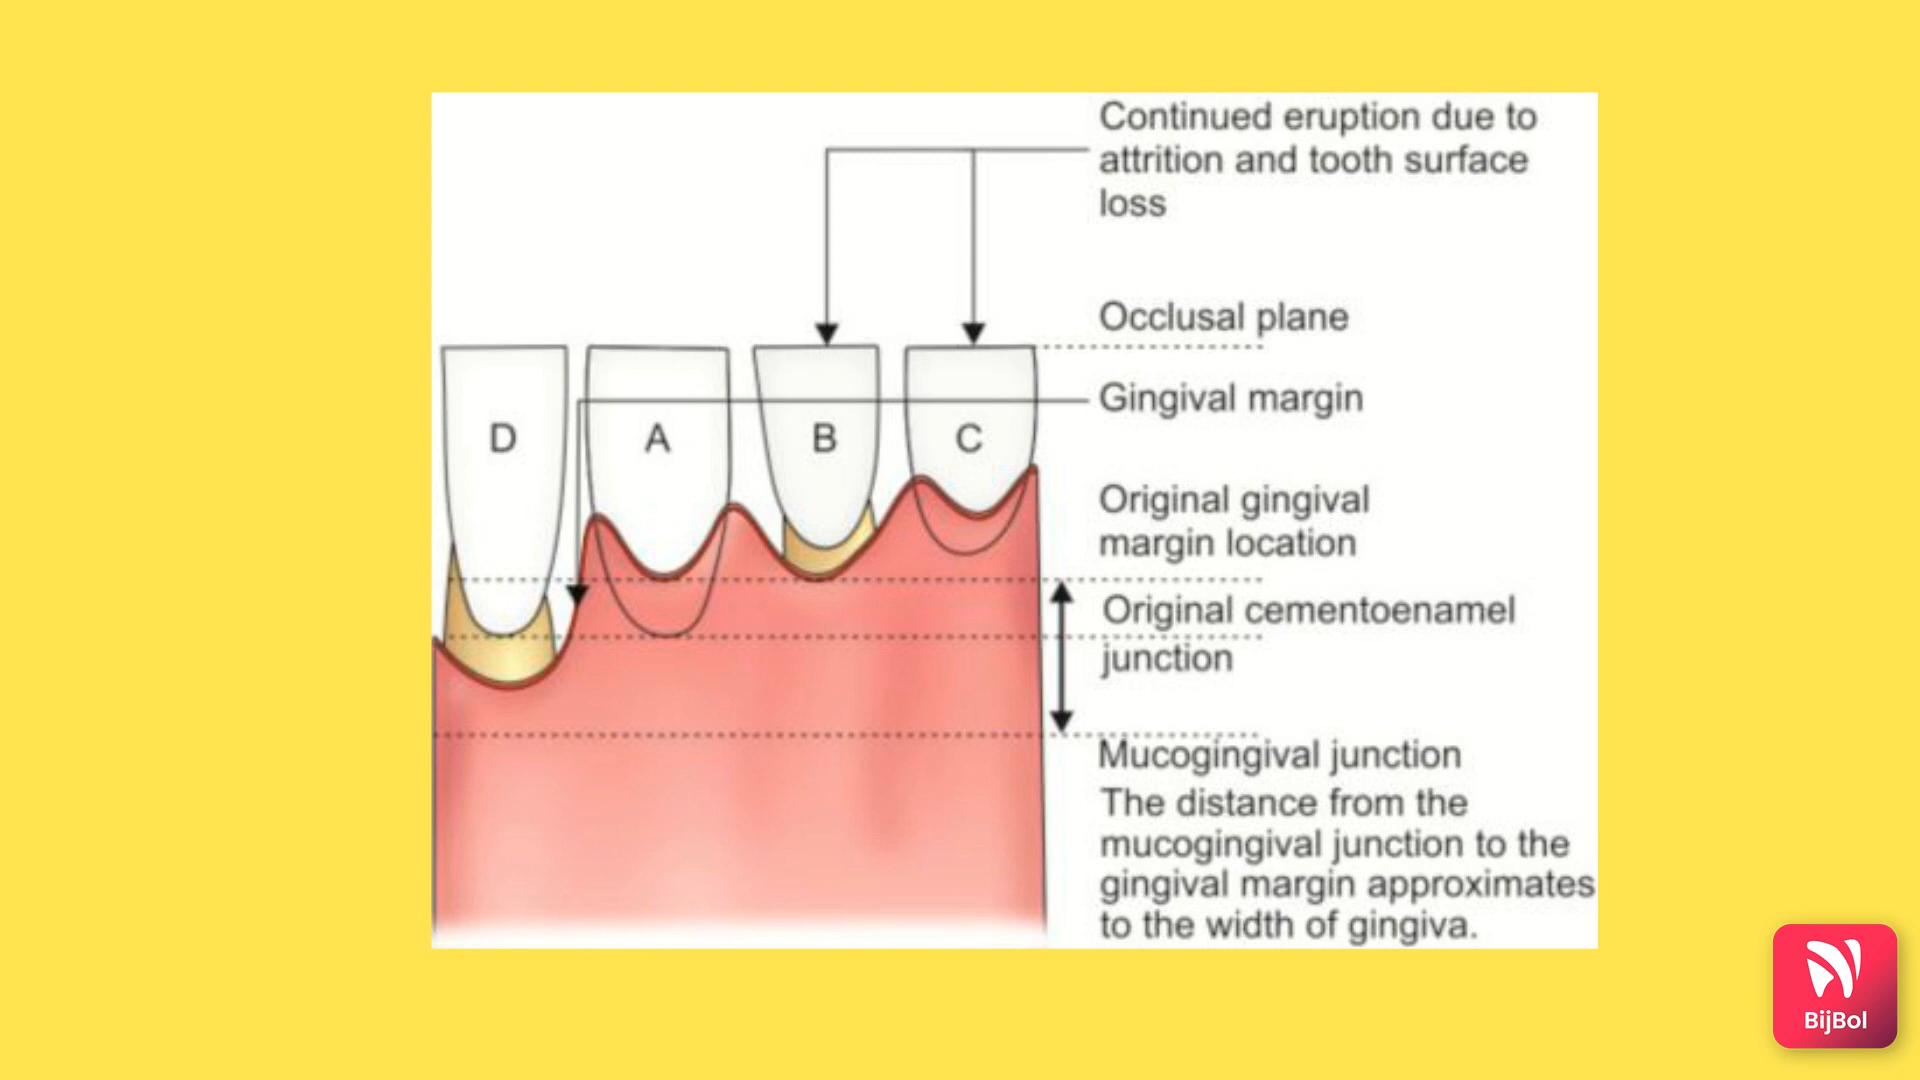 Continued eruption due to
attrition and tooth surface
loss
Occlusal plane
Gingival margin
D
A
B
C
Original gingival
margin location
Original cementoenamel
junction
Mucogingival junction
The distance from the
mucogingival junction to the
gingival margin approximates
to the width of gingiva.
BijBol